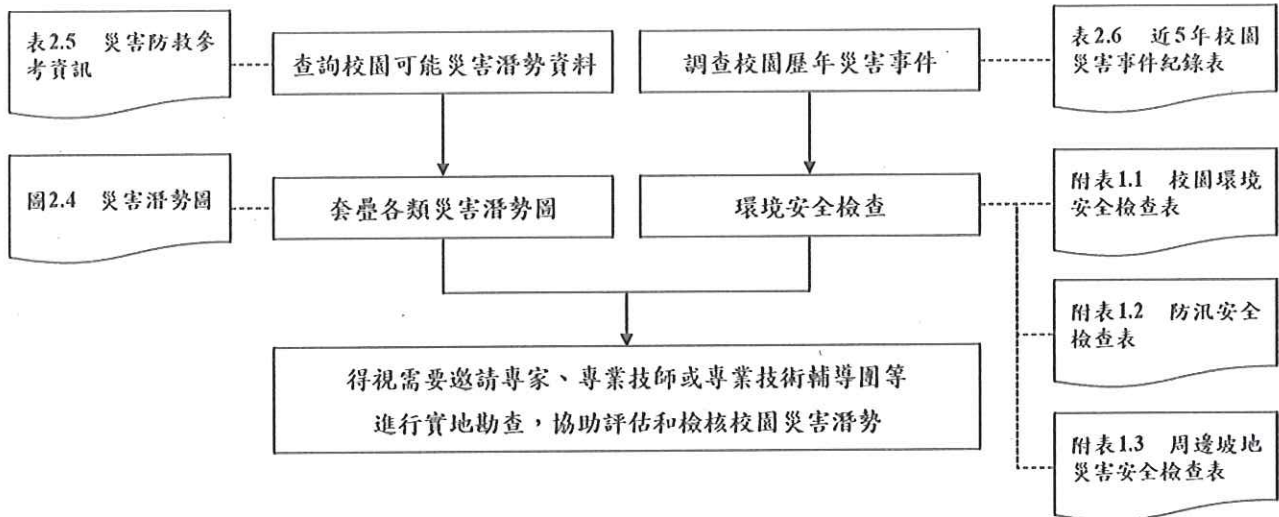 表2.5 災害防救參
考資訊
查詢校園可能災害潛勢資料
調查校園歷年災害事件
表2.6 近5年校園
災害事件紀錄表
圖2.4 災害潛勢圖
套疊各類災害潛勢圖
環境安全檢查
附表1.1 校園環境
安全檢查表
附表1.2 防汛安全
檢查表
得視需要邀請專家、專業技師或專業技術輔導團等
進行實地勘查，協助評估和檢核校園災害潛勢
附表1.3 周邊坡地
災害安全檢查表